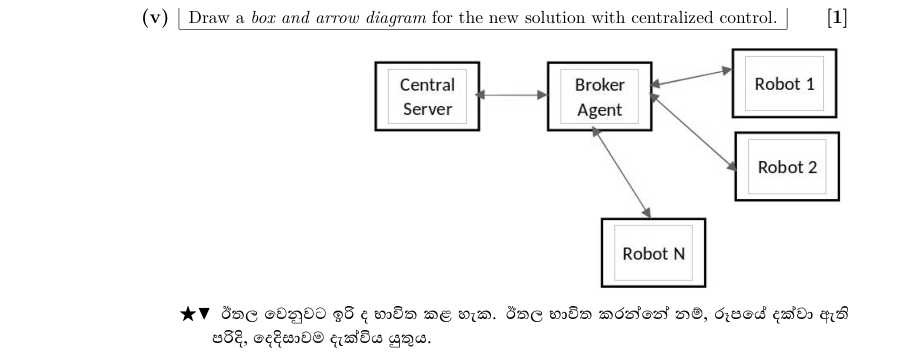 (v) Draw a box and arrow diagram for the new solution with centralized control. [1]
Central
Server
Broker
Agent
Robot 1
Robot 2
Robot N
★▼ ඊතල වෙනුවට ඉරි ද භාවිත කළ හැක. ඊතල භාවිත කරන්නේ නම්, රූපයේ දක්වා ඇති
පරිදි, දෙදිසාවම දැක්විය යුතුය.